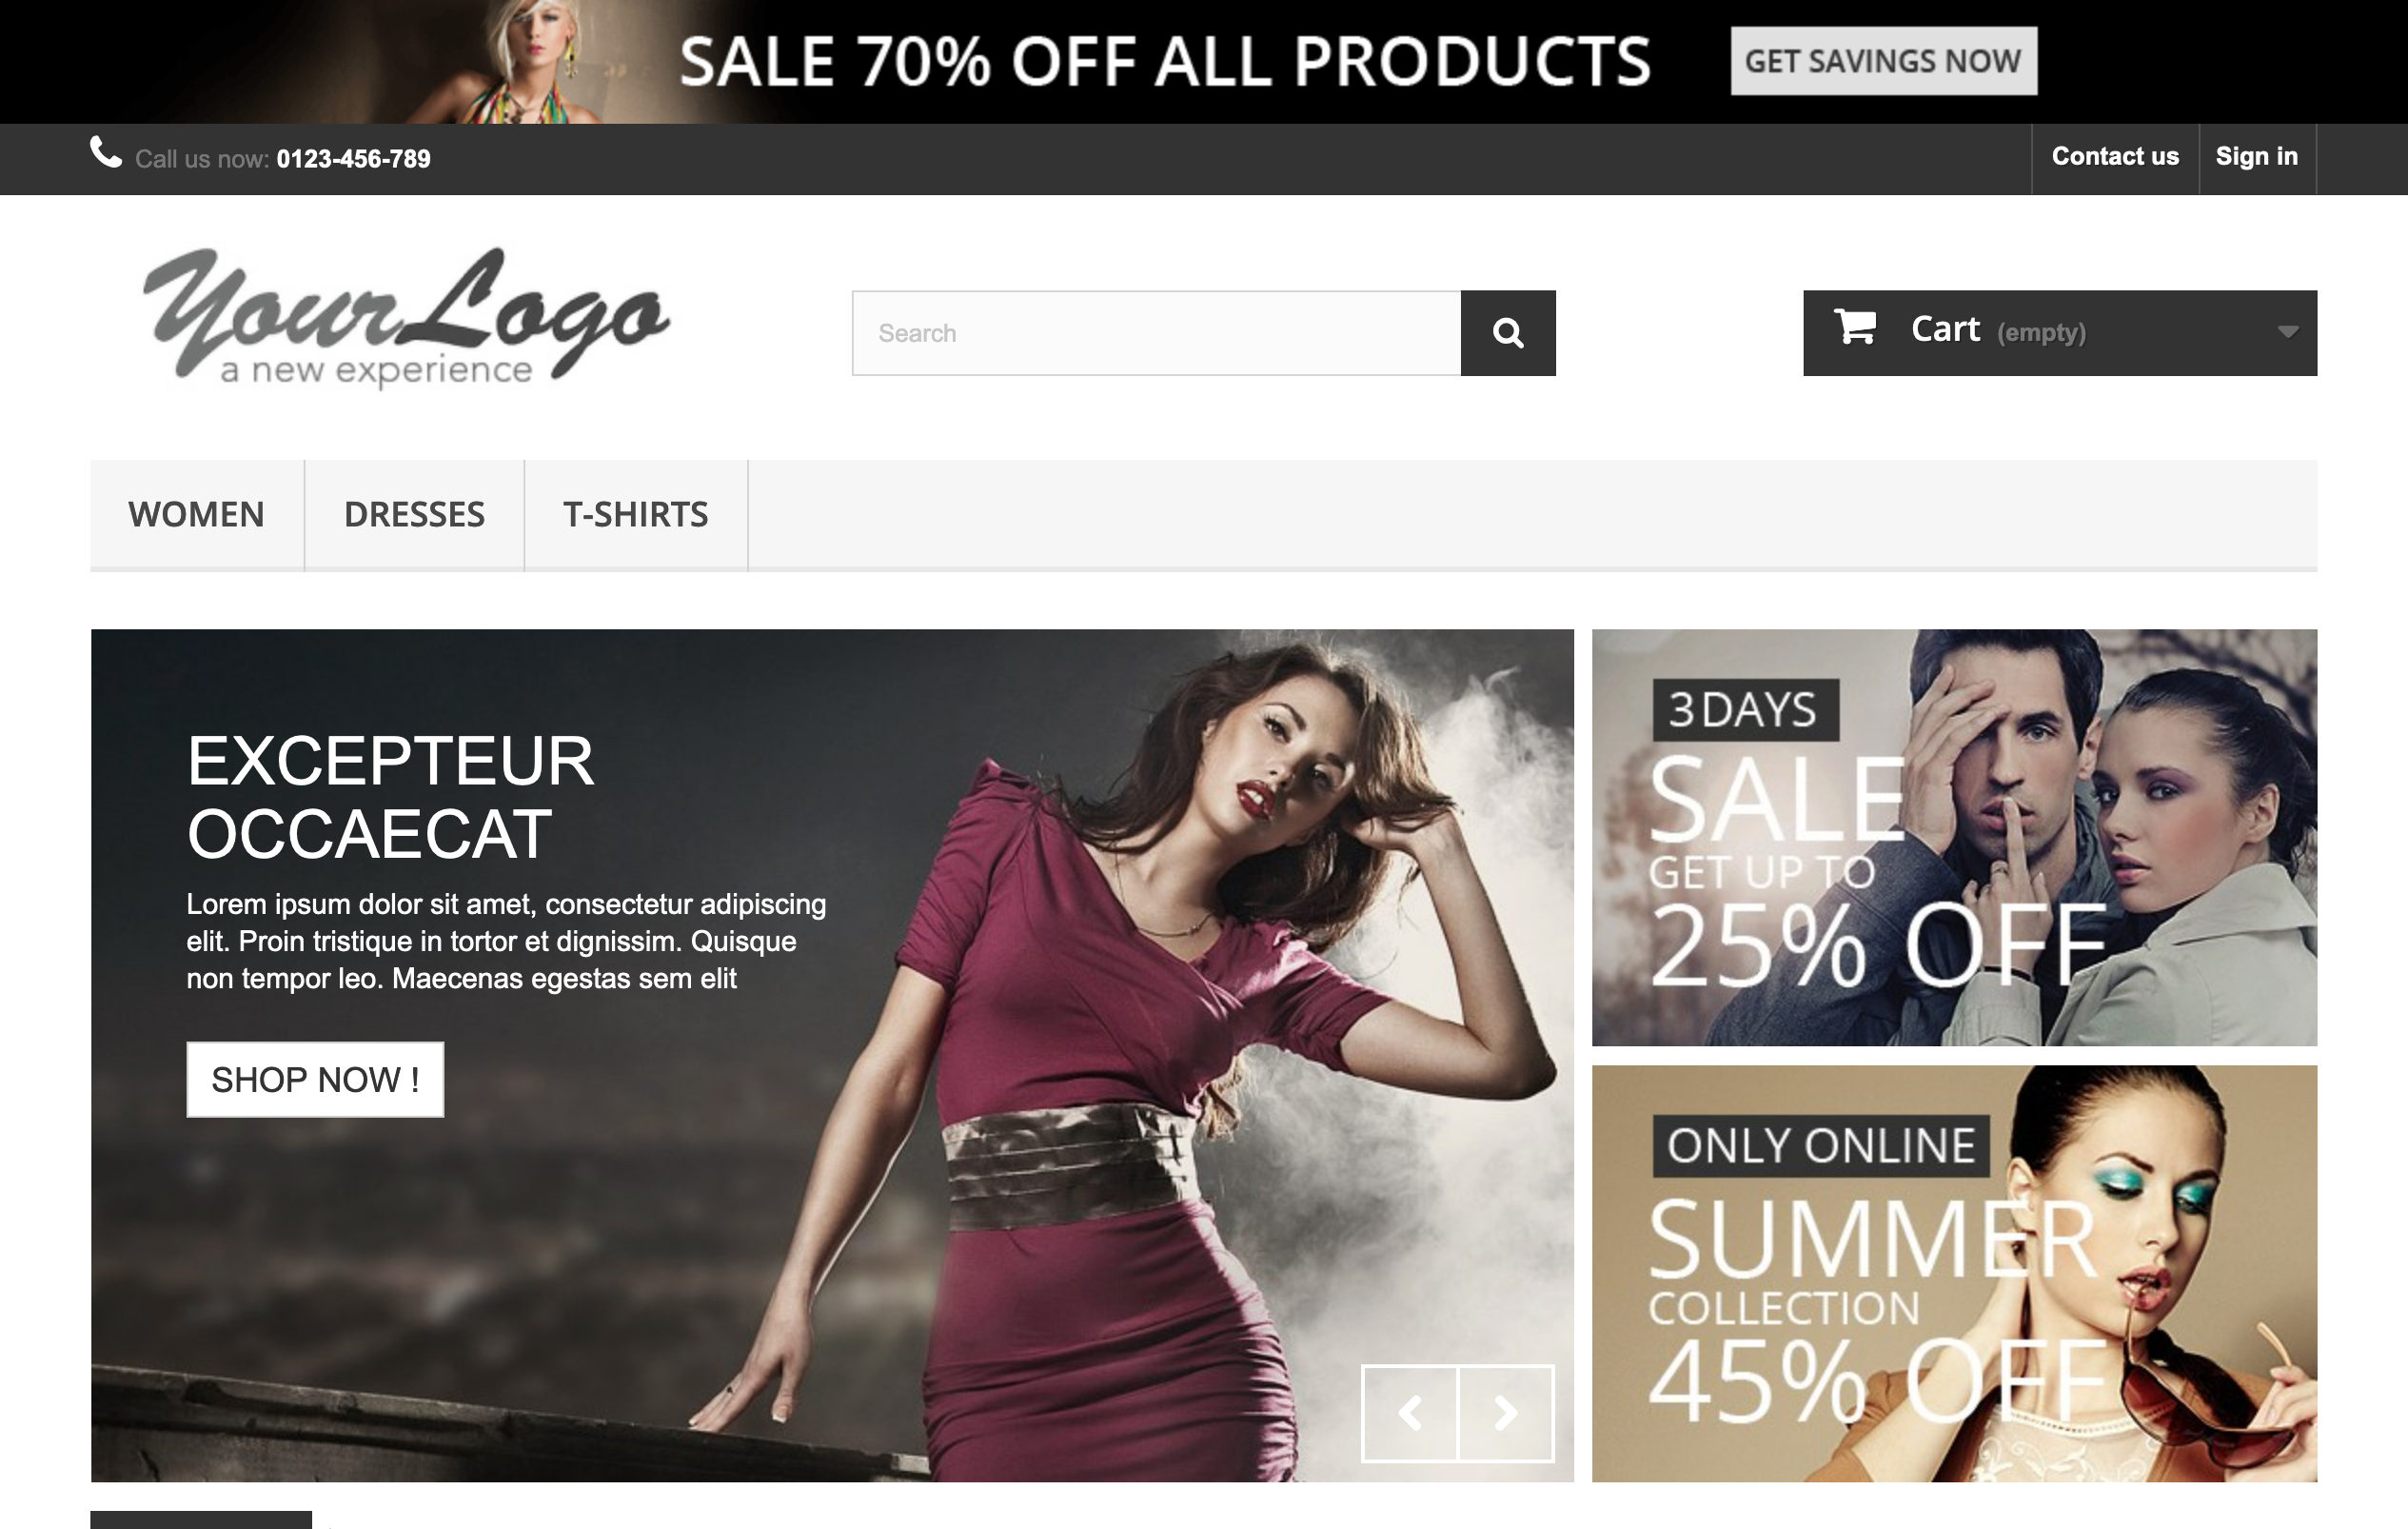 SALE 70% OFF ALL PRODUCTS
GET SAVINGS NOW
Call us now: 0123-456-789
Contact us
Sign in
YourLogo
a new experience
Search
Cart (empty)
WOMEN
DRESSES
T-SHIRTS
EXCEPTEUR
OCCAECAT
Lorem ipsum dolor sit amet, consectetur adipiscing
elit. Proin tristique in tortor et dignissim. Quisque
non tempor leo. Maecenas egestas sem elit
SHOP NOW !
3 DAYS
SALE
GET UP TO
25% OFF
ONLY ONLINE
SUMMER
COLLECTION
45% OFF